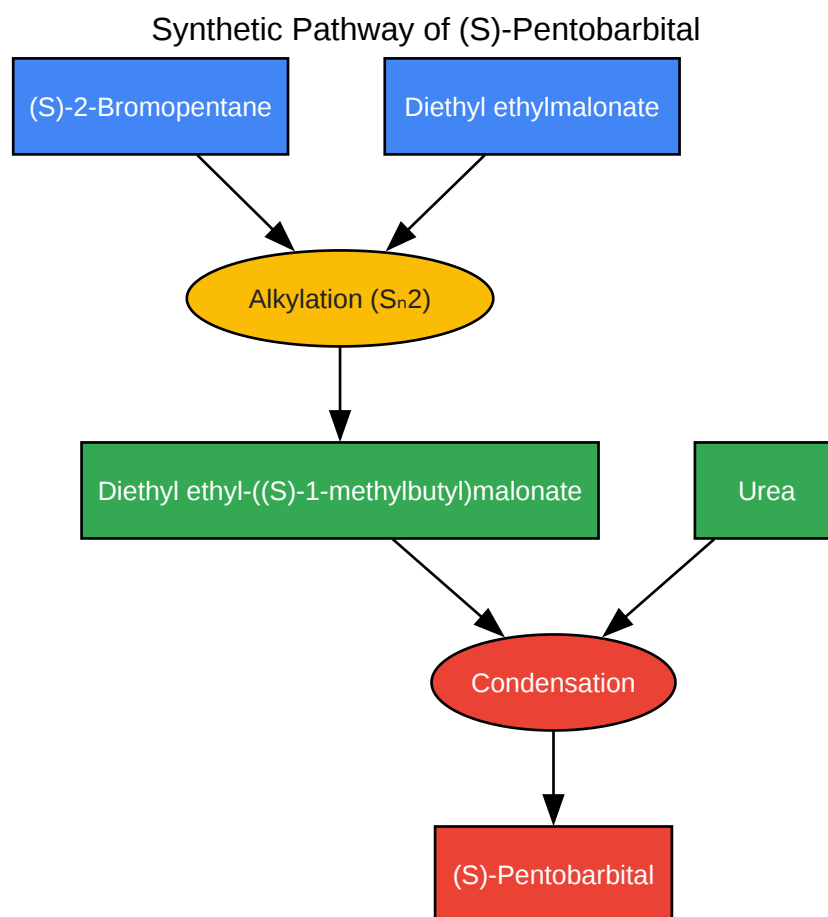 Synthetic Pathway of (S)-Pentobarbital
(S)-2-Bromopentane
Diethyl ethylmalonate
Alkylation (Sₙ2)
Diethyl ethyl-((S)-1-methylbutyl)malonate
Urea
Condensation
(S)-Pentobarbital